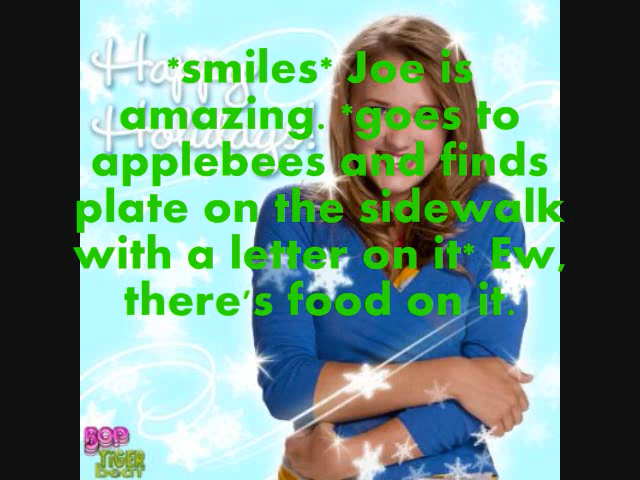 Happy
Holidays!
*smiles* Joe is
amazing. *goes to
applebees and finds
plate on the sidewalk
with a letter on it* Ew,
there's food on it.
BOP
TIGER
BEAT